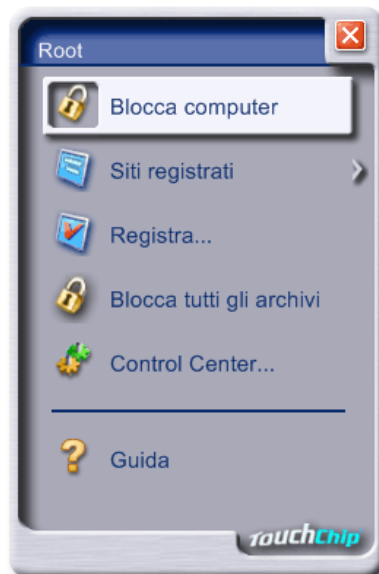 Root
Blocca computer
Siti registrati
Registra...
Blocca tutti gli archivi
Control Center...
Guida
TouchChip